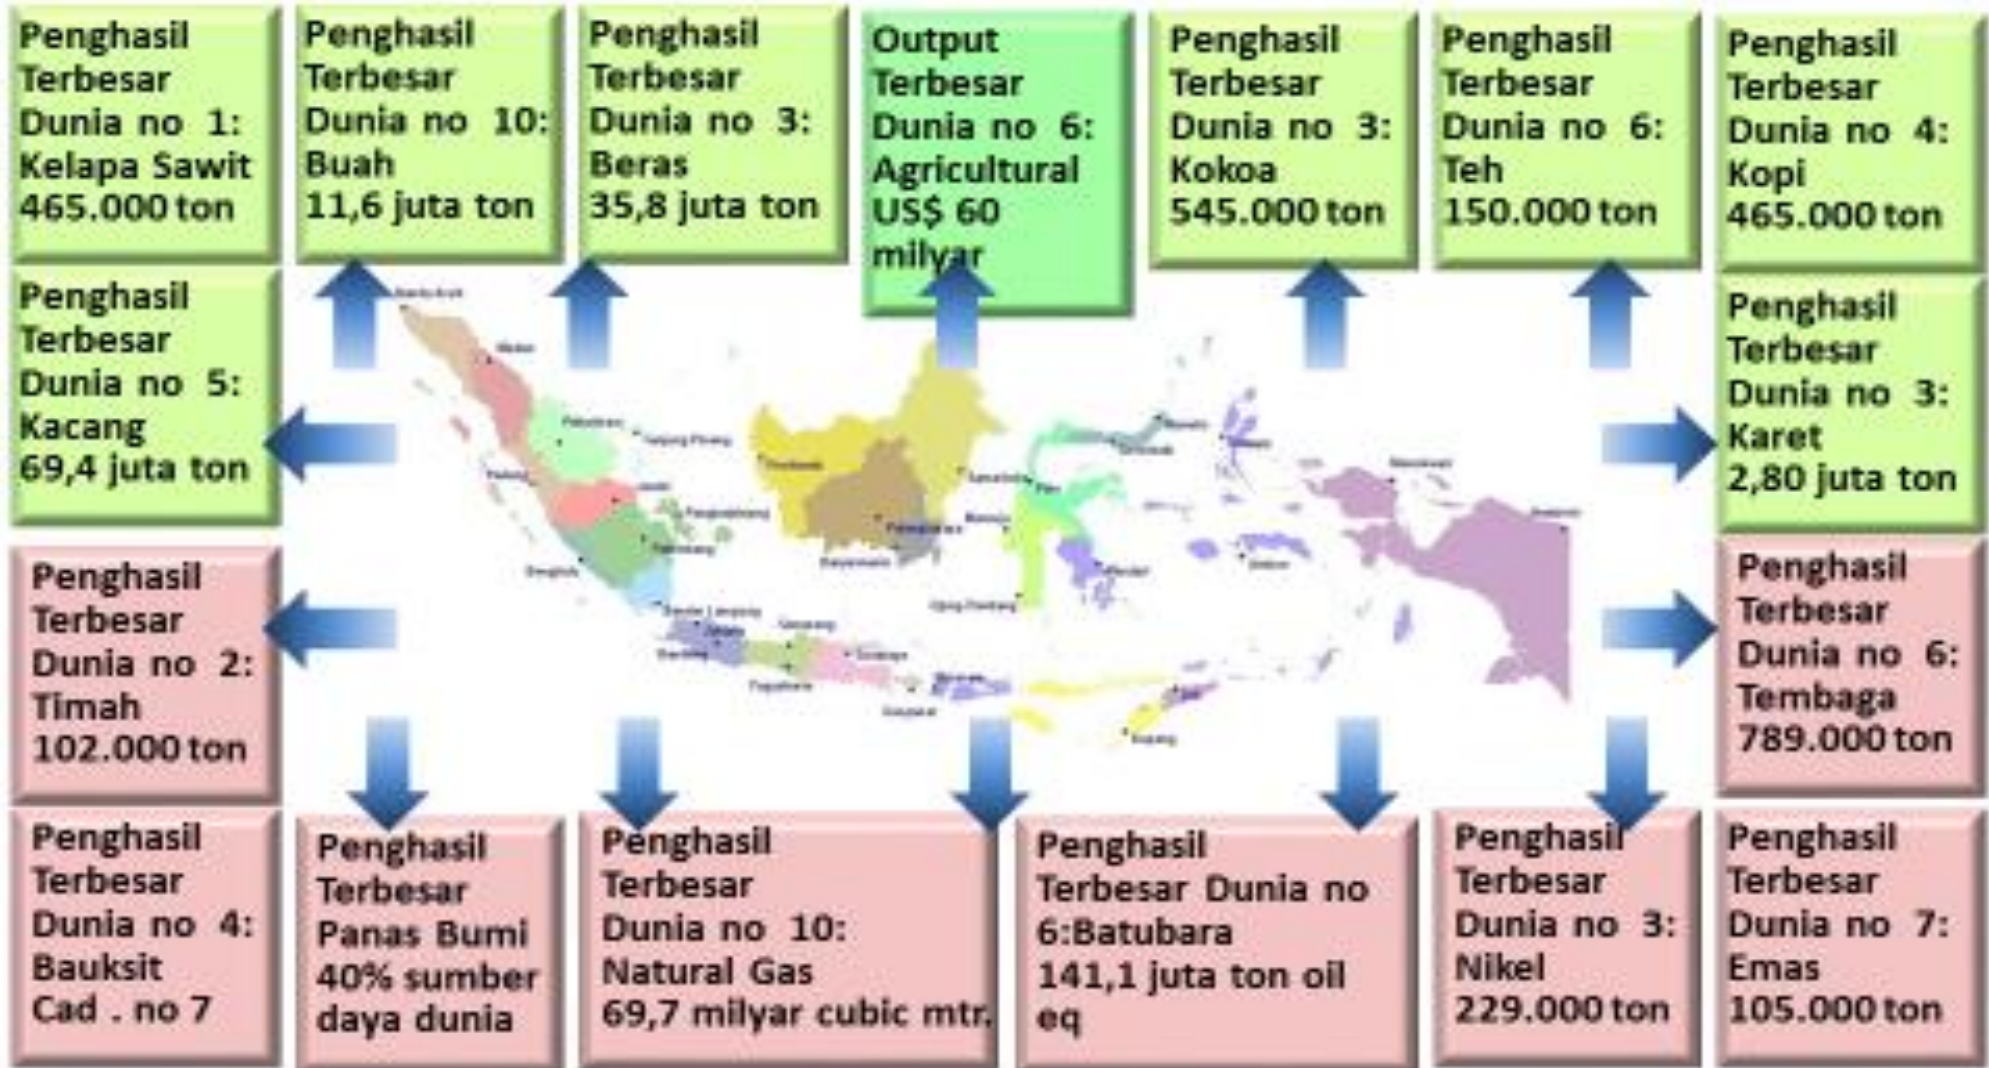 Penghasil
Terbesar
Dunia no 1:
Kelapa Sawit
465.000 ton
Penghasil
Terbesar
Dunia no 10:
Buah
11,6 juta ton
Penghasil
Terbesar
Dunia no 3:
Beras
35,8 juta ton
Output
Terbesar
Dunia no 6:
Agricultural
US$ 60
milyar
Penghasil
Terbesar
Dunia no 3:
Kokoa
545.000 ton
Penghasil
Terbesar
Dunia no 6:
Teh
150.000 ton
Penghasil
Terbesar
Dunia no 4:
Kopi
465.000 ton
Penghasil
Terbesar
Dunia no 5:
Kacang
69,4 juta ton
Penghasil
Terbesar
Dunia no 3:
Karet
2,80 juta ton
Penghasil
Terbesar
Dunia no 2:
Timah
102.000 ton
Penghasil
Terbesar
Dunia no 6:
Tembaga
789.000 ton
Penghasil
Terbesar
Dunia no 4:
Bauksit
Cad . no 7
Penghasil
Terbesar
Panas Bumi
40% sumber
daya dunia
Penghasil
Terbesar
Dunia no 10:
Natural Gas
69,7 milyar cubic mtr.
Penghasil
Terbesar Dunia no
6:Batubara
141,1 juta ton oil
eq
Penghasil
Terbesar
Dunia no 3:
Nikel
229.000 ton
Penghasil
Terbesar
Dunia no 7:
Emas
105.000 ton